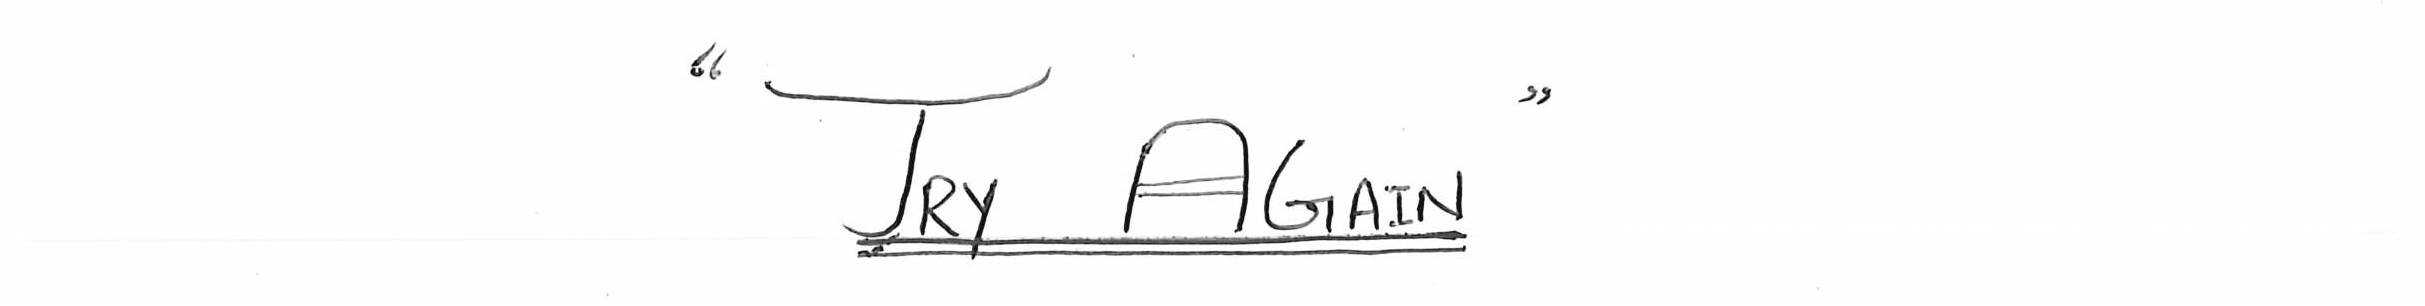 “ TRY AGAIN ”